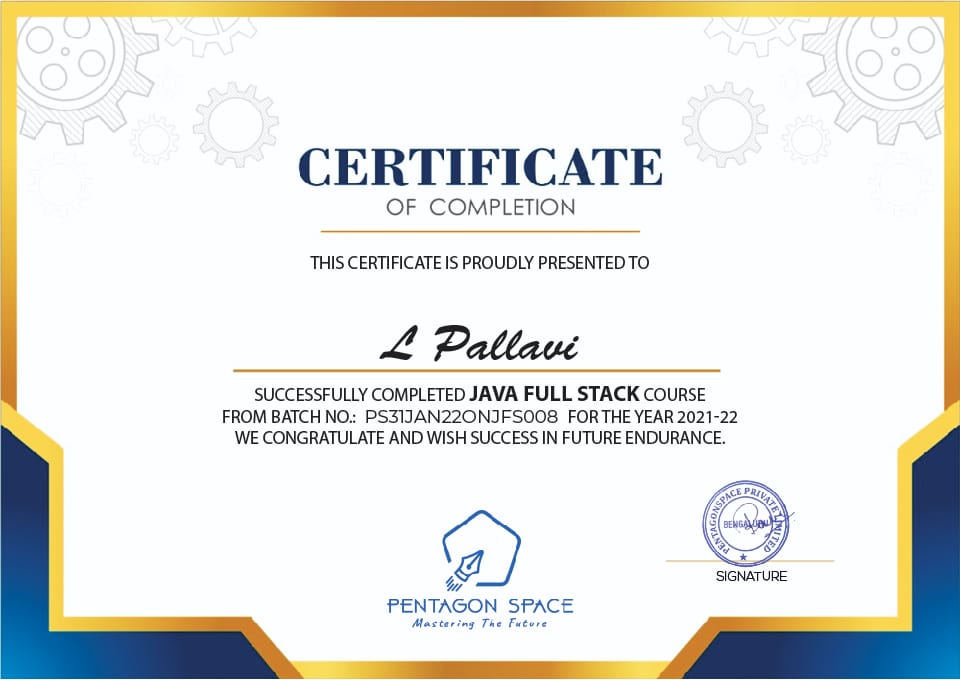 CERTIFICATE
OF COMPLETION
THIS CERTIFICATE IS PROUDLY PRESENTED TO
L Pallavi
SUCCESSFULLY COMPLETED JAVA FULL STACK COURSE
FROM BATCH NO.: PS31JAN22ONJFS008 FOR THE YEAR 2021-22
WE CONGRATULATE AND WISH SUCCESS IN FUTURE ENDURANCE.
PENTAGONSPACE PRIVATE LIMITED
BENGALURU
SIGNATURE
PENTAGON SPACE
Mastering The Future